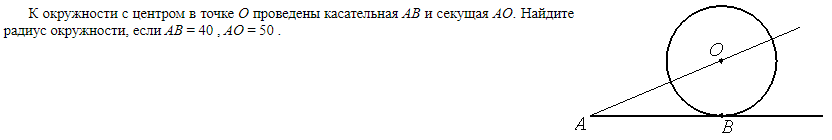 К окружности с центром в точке O проведены касательная AB и секущая AO. Найдите
радиус окружности, если AB = 40 , AO = 50 .
O
A
B